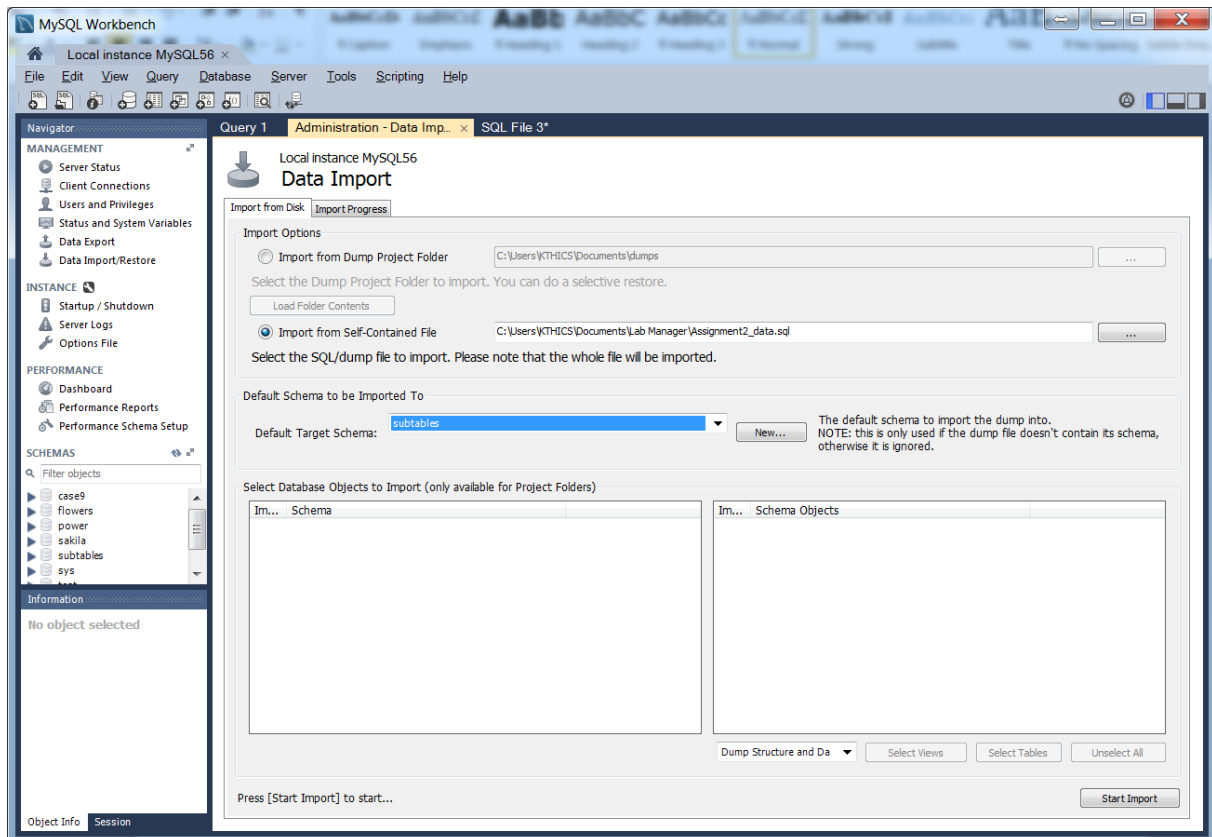 MySQL Workbench
AaBb AaBbC AaBbCc
Local instance MySQL56 ×
File Edit View Query Database Server Tools Scripting Help
Navigator
Query 1 Administration - Data Imp... × SQL File 3*
MANAGEMENT
Server Status
Client Connections
Users and Privileges
Status and System Variables
Data Export
Data Import/Restore
INSTANCE
Startup / Shutdown
Server Logs
Options File
PERFORMANCE
Dashboard
Performance Reports
Performance Schema Setup
SCHEMAS
Filter objects
case9
flowers
power
sakila
subtables
sys
Information
No object selected
Object Info Session
Local instance MySQL56
Data Import
Import from Disk Import Progress
Import Options
Import from Dump Project Folder C:\Users\KTHICS\Documents\dumps ...
Select the Dump Project Folder to import. You can do a selective restore.
Load Folder Contents
Import from Self-Contained File C:\Users\KTHICS\Documents\Lab Manager\Assignment2_data.sql ...
Select the SQL/dump file to import. Please note that the whole file will be imported.
Default Schema to be Imported To
Default Target Schema: subtables New...
The default schema to import the dump into.
NOTE: this is only used if the dump file doesn't contain its schema,
otherwise it is ignored.
Select Database Objects to Import (only available for Project Folders)
Im... Schema
Im... Schema Objects
Dump Structure and Da Select Views Select Tables Unselect All
Press [Start Import] to start... Start Import